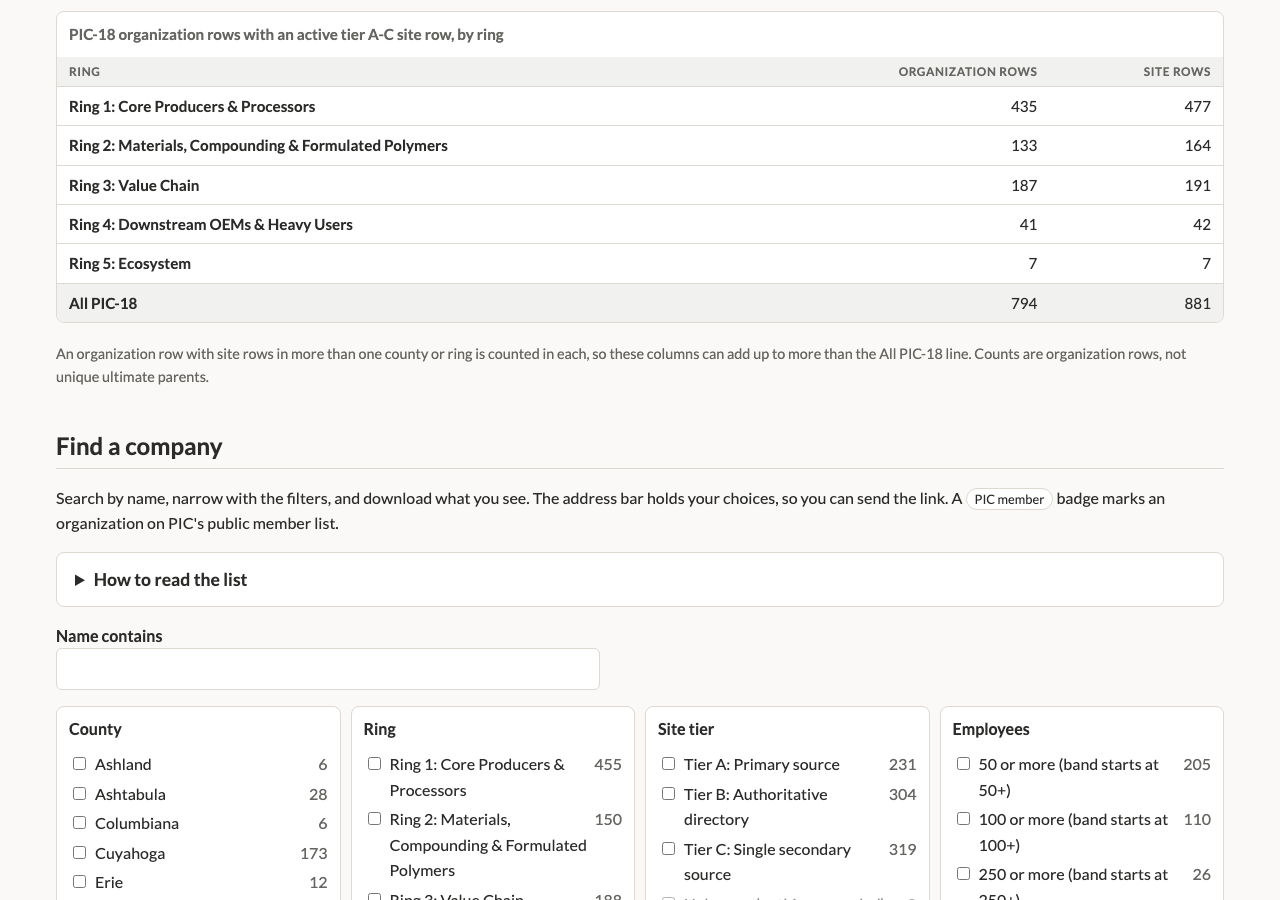 PIC-18 organization rows with an active tier A-C site row, by ring
RING ORGANIZATION ROWS SITE ROWS
Ring 1: Core Producers & Processors 435 477
Ring 2: Materials, Compounding & Formulated Polymers 133 164
Ring 3: Value Chain 187 191
Ring 4: Downstream OEMs & Heavy Users 41 42
Ring 5: Ecosystem 7 7
All PIC-18 794 881
An organization row with site rows in more than one county or ring is counted in each, so these columns can add up to more than the All PIC-18 line. Counts are organization rows, not
unique ultimate parents.
Find a company
Search by name, narrow with the filters, and download what you see. The address bar holds your choices, so you can send the link. A PIC member badge marks an
organization on PIC's public member list.
How to read the list
Name contains
County
Ashland 6
Ashtabula 28
Columbiana 6
Cuyahoga 173
Erie 12
Ring
Ring 1: Core Producers & 455
Processors
Ring 2: Materials, 150
Compounding & Formulated
Polymers
Ring 3: Value Chain 188
Site tier
Tier A: Primary source 231
Tier B: Authoritative 304
directory
Tier C: Single secondary 319
source
Employees
50 or more (band starts at 205
50+)
100 or more (band starts at 110
100+)
250 or more (band starts at 26
250+)